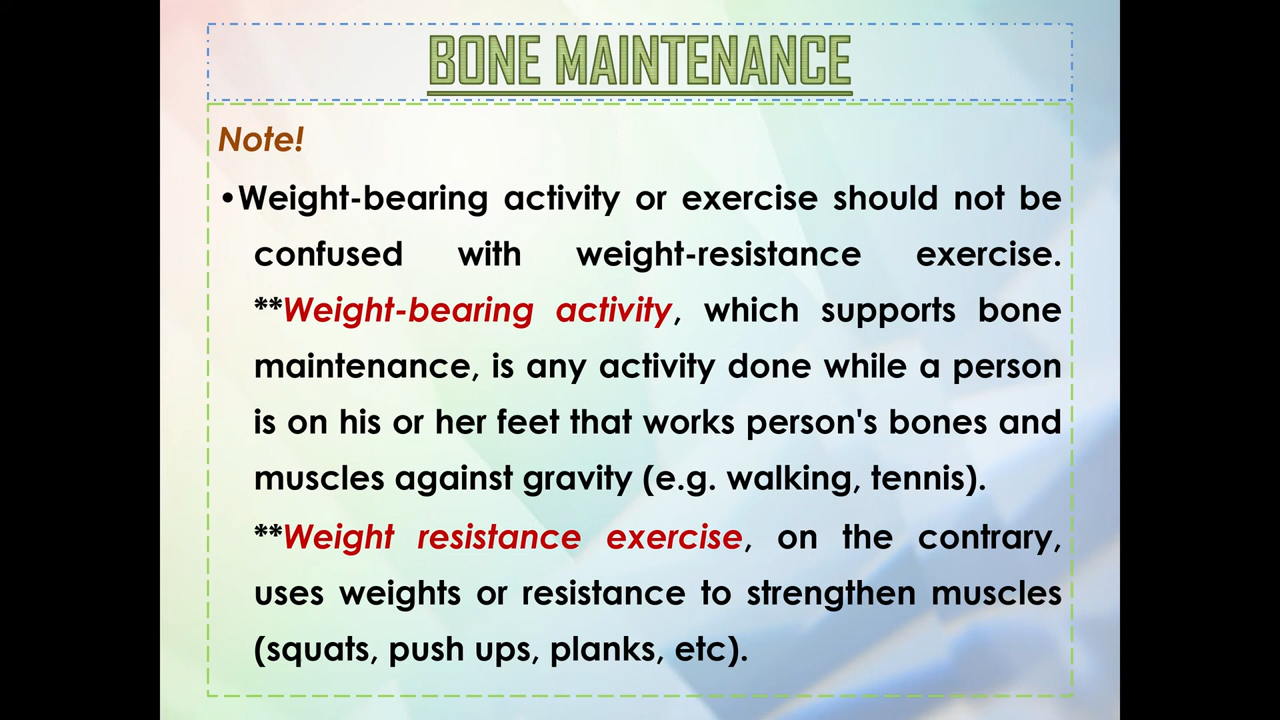 BONE MAINTENANCE
Note!
•Weight-bearing activity or exercise should not be
confused with weight-resistance exercise.
**Weight-bearing activity, which supports bone
maintenance, is any activity done while a person
is on his or her feet that works person's bones and
muscles against gravity (e.g. walking, tennis).
**Weight resistance exercise, on the contrary,
uses weights or resistance to strengthen muscles
(squats, push ups, planks, etc).